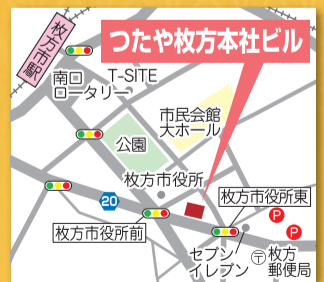 つたや枚方本社ビル
枚方市駅
南口
ロータリー
T-SITE
市民会館
大ホール
公園
枚方市役所
20
枚方市役所東
枚方市役所前
P
P
セブン
イレブン
〒枚方
郵便局